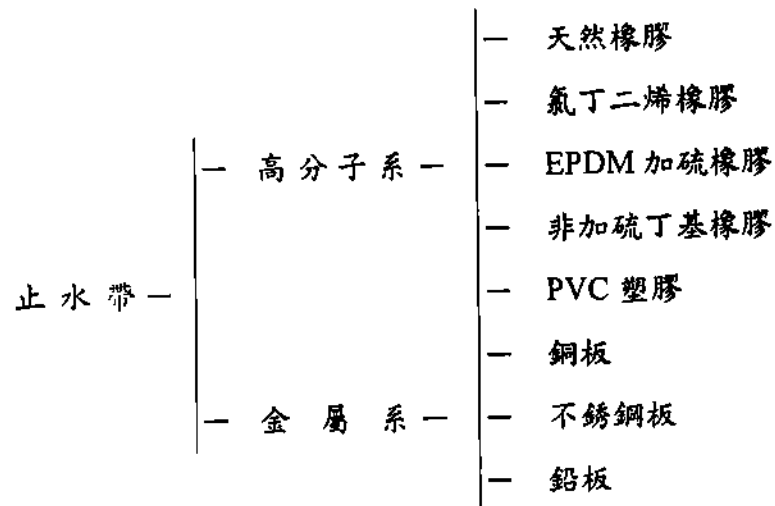 天然橡膠
氯丁二烯橡膠
高分子系
EPDM 加硫橡膠
非加硫丁基橡膠
止水帶
PVC 塑膠
銅板
金屬系
不銹鋼板
鉛板